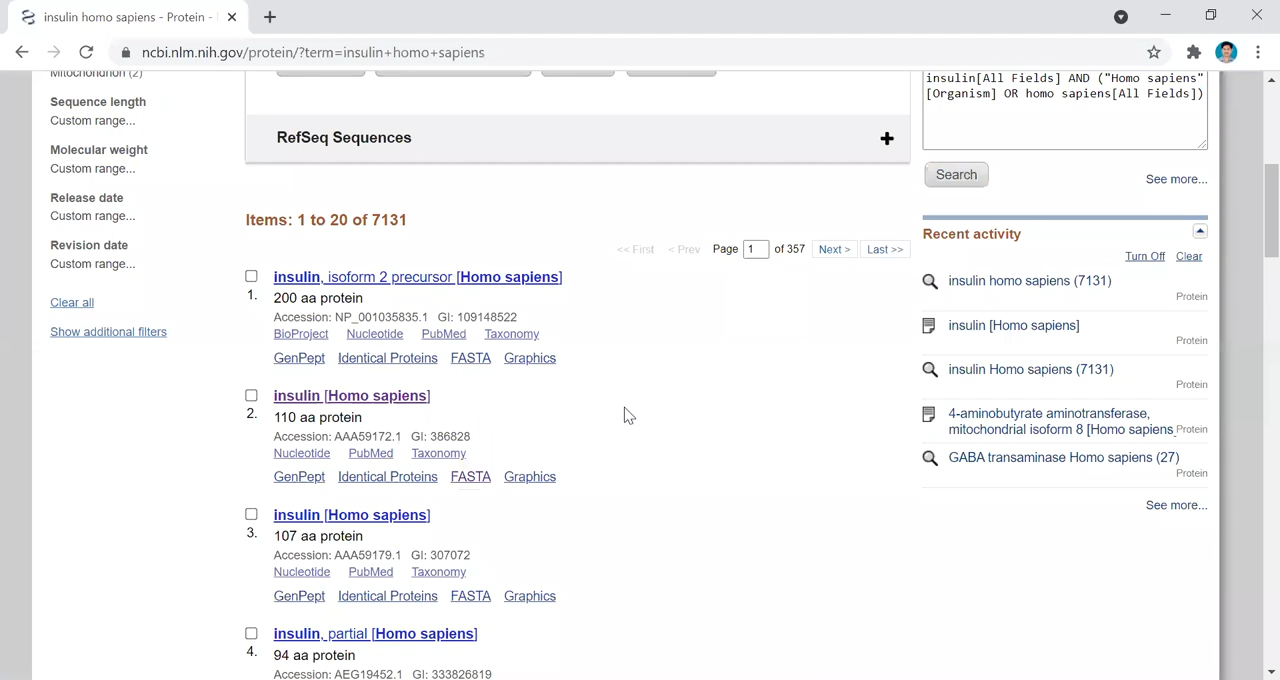 insulin homo sapiens - Protein -
ncbi.nlm.nih.gov/protein/?term=insulin+homo+sapiens
Mitochondrion (2)
Sequence length
Custom range...
Molecular weight
Custom range...
Release date
Custom range...
Revision date
Custom range...
Clear all
Show additional filters
RefSeq Sequences
Items: 1 to 20 of 7131
<< First < Prev Page 1 of 357 Next > Last >>
insulin, isoform 2 precursor [Homo sapiens]
1. 200 aa protein
Accession: NP_001035835.1 GI: 109148522
BioProject Nucleotide PubMed Taxonomy
GenPept Identical Proteins FASTA Graphics
insulin [Homo sapiens]
2. 110 aa protein
Accession: AAA59172.1 GI: 386828
Nucleotide PubMed Taxonomy
GenPept Identical Proteins FASTA Graphics
insulin [Homo sapiens]
3. 107 aa protein
Accession: AAA59179.1 GI: 307072
Nucleotide PubMed Taxonomy
GenPept Identical Proteins FASTA Graphics
insulin, partial [Homo sapiens]
4. 94 aa protein
Accession: AEG19452.1 GI: 333826819
insulin[All Fields] AND ("Homo sapiens"
[Organism] OR homo sapiens[All Fields])
Search
See more...
Recent activity
Turn Off Clear
insulin homo sapiens (7131)
Protein
insulin [Homo sapiens]
Protein
insulin Homo sapiens (7131)
Protein
4-aminobutyrate aminotransferase,
mitochondrial isoform 8 [Homo sapiens
Protein
GABA transaminase Homo sapiens (27)
Protein
See more...